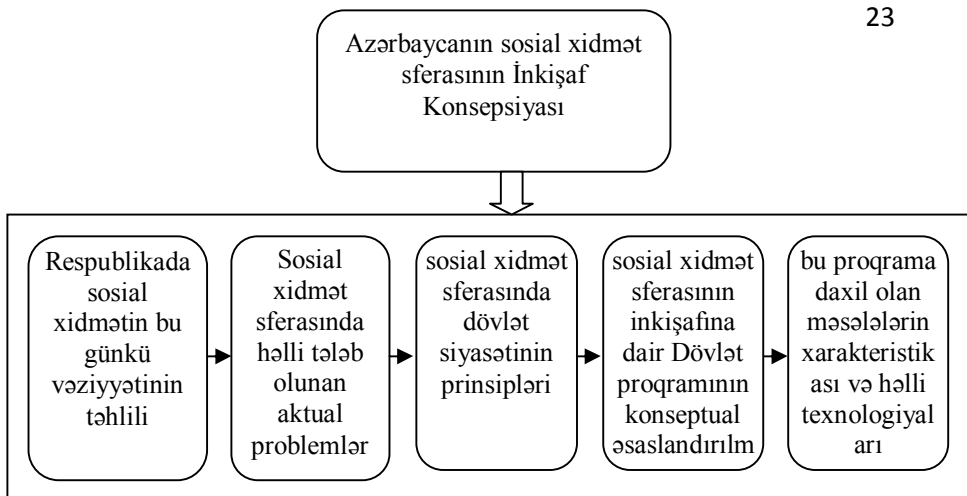 23
Azərbaycanın sosial xidmət
sferasının İnkişaf
Konsepsiyası
Respublikada
sosial
xidmətin bu
günkü
vəziyyətinin
təhlili
Sosial
xidmət
sferasında
həlli tələb
olunan
aktual
problemlər
sosial xidmət
sferasında
dövlət
siyasətinin
prinsipləri
sosial xidmət
sferasının
inkişafına
dair Dövlət
proqramının
konseptual
əsaslandırılm
bu proqrama
daxil olan
məsələlərin
xarakteristik
ası və həlli
texnologiyal
arı